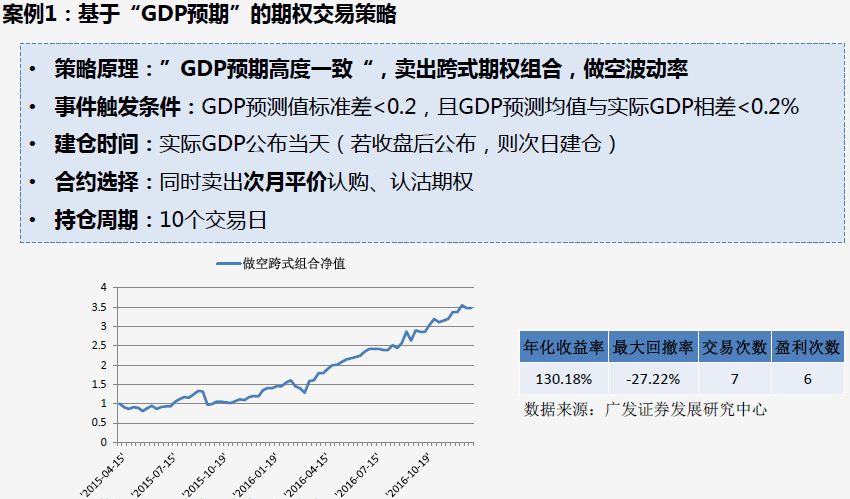 案例1：基于“GDP预期”的期权交易策略
• 策略原理：”GDP预期高度一致“，卖出跨式期权组合，做空波动率
• 事件触发条件：GDP预测值标准差<0.2，且GDP预测均值与实际GDP相差<0.2%
• 建仓时间：实际GDP公布当天（若收盘后公布，则次日建仓）
• 合约选择：同时卖出次月平价认购、认沽期权
• 持仓周期：10个交易日
做空跨式组合净值
4
3.5
3
2.5
2
1.5
1
0.5
0
'2015-04-15'
'2015-07-15'
'2015-10-19'
'2016-01-19'
'2016-04-15'
'2016-07-15'
'2016-10-19'
年化收益率 最大回撤率 交易次数 盈利次数
130.18% -27.22% 7 6
数据来源：广发证券发展研究中心